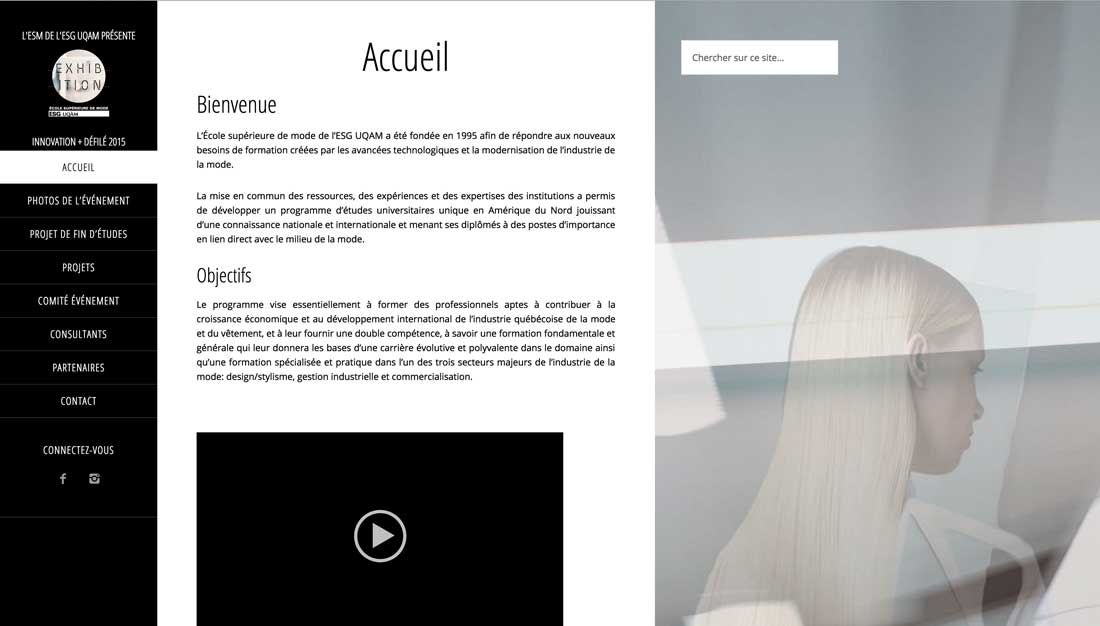 L'ESM DE L'ESG UQAM PRÉSENTE
EXHIB
ITION
ÉCOLE SUPÉRIEURE DE MODE
ESG UQÀM
INNOVATION + DÉFILÉ 2015
ACCUEIL
PHOTOS DE L'ÉVÉNEMENT
PROJET DE FIN D'ÉTUDES
PROJETS
COMITÉ ÉVÉNEMENT
CONSULTANTS
PARTENAIRES
CONTACT
CONNECTEZ-VOUS
Accueil
Bienvenue
L'École supérieure de mode de l'ESG UQAM a été fondée en 1995 afin de répondre aux nouveaux
besoins de formation créées par les avancées technologiques et la modernisation de l'industrie de
la mode.
La mise en commun des ressources, des expériences et des expertises des institutions a permis
de développer un programme d'études universitaires unique en Amérique du Nord jouissant
d'une connaissance nationale et internationale et menant ses diplômés à des postes d'importance
en lien direct avec le milieu de la mode.
Objectifs
Le programme vise essentiellement à former des professionnels aptes à contribuer à la
croissance économique et au développement international de l'industrie québécoise de la mode
et du vêtement, et à leur fournir une double compétence, à savoir une formation fondamentale et
générale qui leur donnera les bases d'une carrière évolutive et polyvalente dans le domaine ainsi
qu'une formation spécialisée et pratique dans l'un des trois secteurs majeurs de l'industrie de la
mode: design/stylisme, gestion industrielle et commercialisation.
Chercher sur ce site...